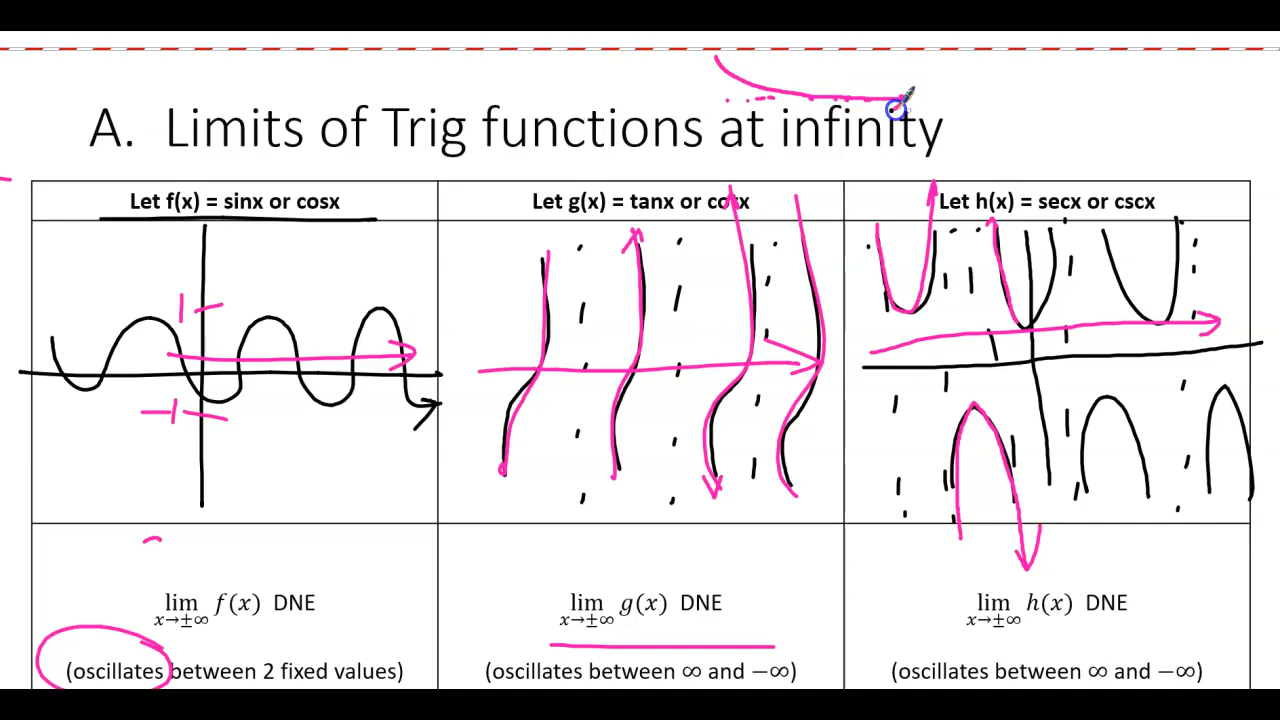 A. Limits of Trig functions at infinity
Let f(x) = sinx or cosx
Let g(x) = tanx or cotx
Let h(x) = secx or cscx
1
-1
lim x→±∞ f(x) DNE
(oscillates between 2 fixed values)
lim x→±∞ g(x) DNE
(oscillates between ∞ and −∞)
lim x→±∞ h(x) DNE
(oscillates between ∞ and −∞)